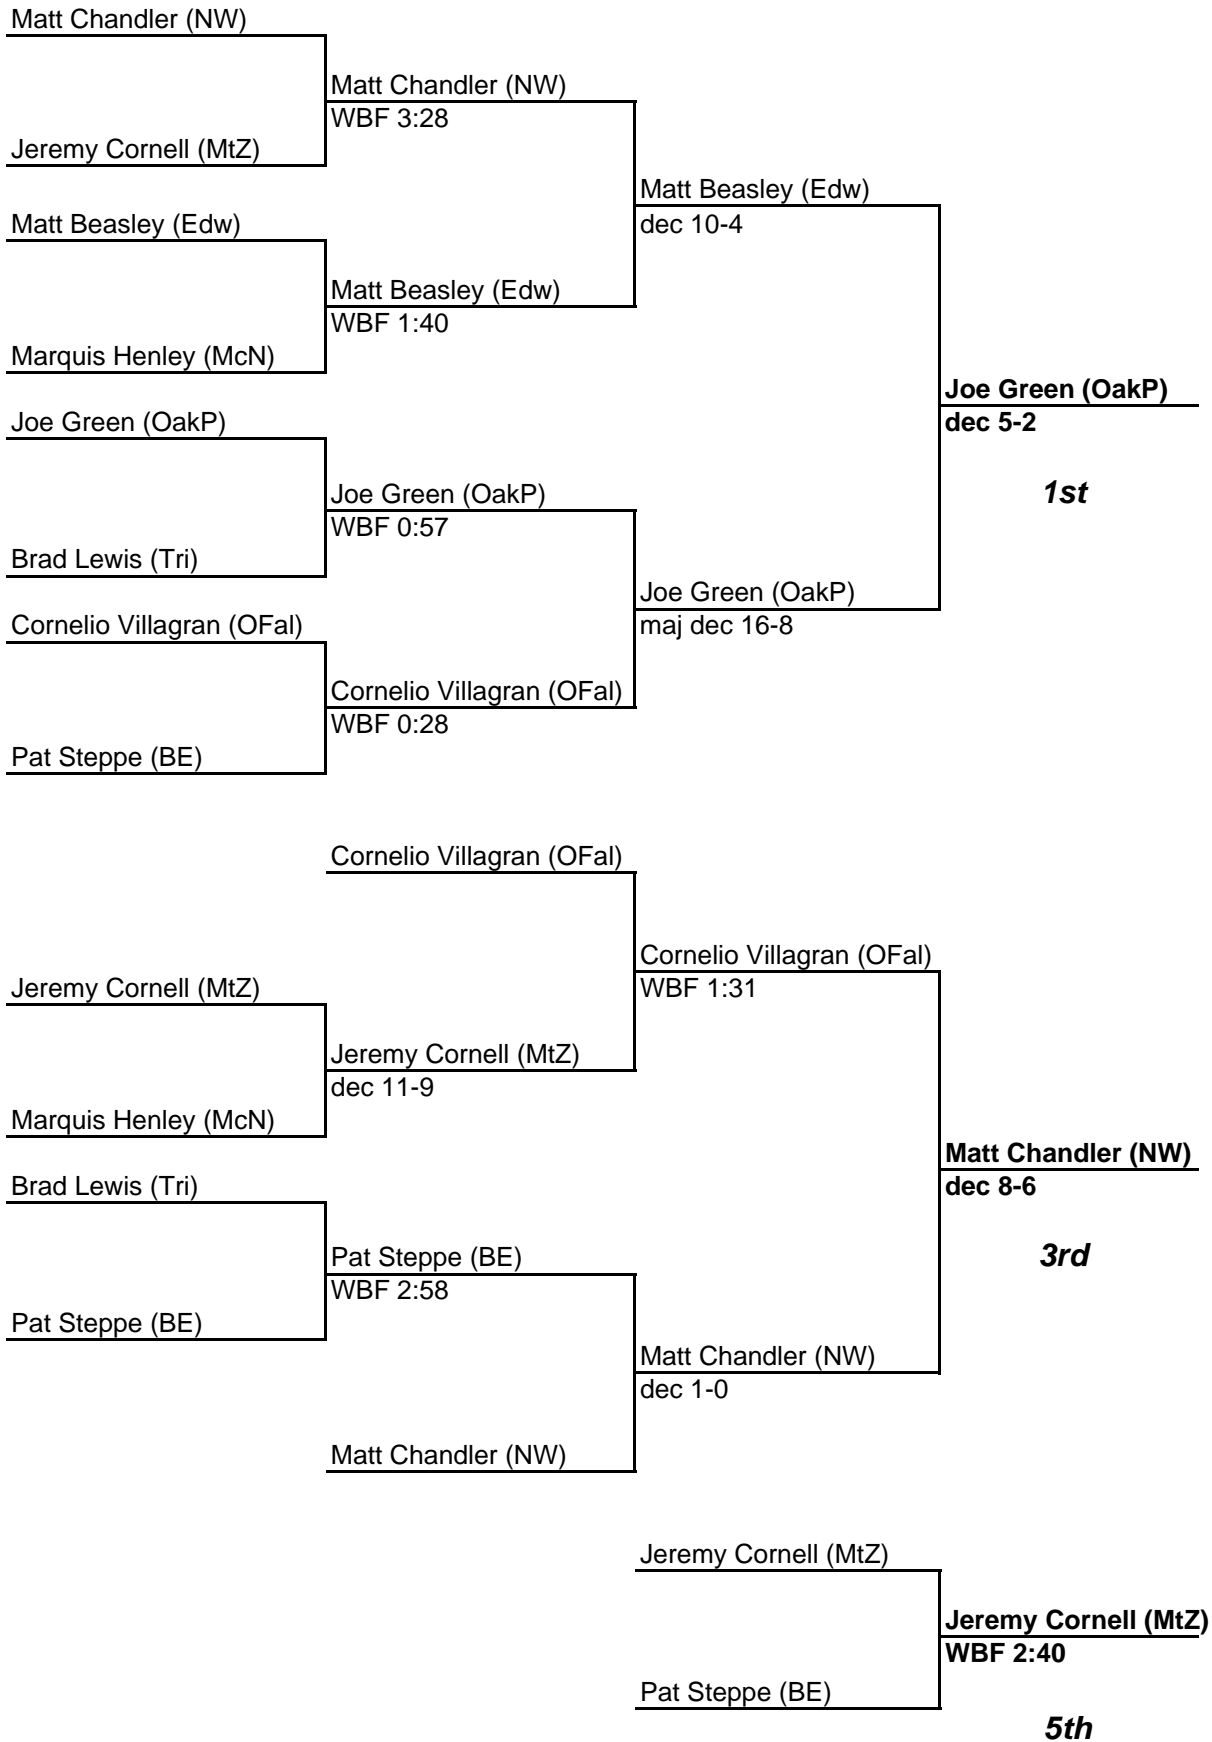 Matt Chandler (NW)
Matt Chandler (NW)
WBF 3:28
Jeremy Cornell (MtZ)
Matt Beasley (Edw)
dec 10-4
Matt Beasley (Edw)
Matt Beasley (Edw)
WBF 1:40
Marquis Henley (McN)
Joe Green (OakP)
dec 5-2
Joe Green (OakP)
1st
Joe Green (OakP)
WBF 0:57
Brad Lewis (Tri)
Joe Green (OakP)
maj dec 16-8
Cornelio Villagran (OFal)
Cornelio Villagran (OFal)
WBF 0:28
Pat Steppe (BE)
Cornelio Villagran (OFal)
Cornelio Villagran (OFal)
WBF 1:31
Jeremy Cornell (MtZ)
Jeremy Cornell (MtZ)
dec 11-9
Marquis Henley (McN)
Matt Chandler (NW)
dec 8-6
Brad Lewis (Tri)
3rd
Pat Steppe (BE)
WBF 2:58
Pat Steppe (BE)
Matt Chandler (NW)
dec 1-0
Matt Chandler (NW)
Jeremy Cornell (MtZ)
Jeremy Cornell (MtZ)
WBF 2:40
Pat Steppe (BE)
5th